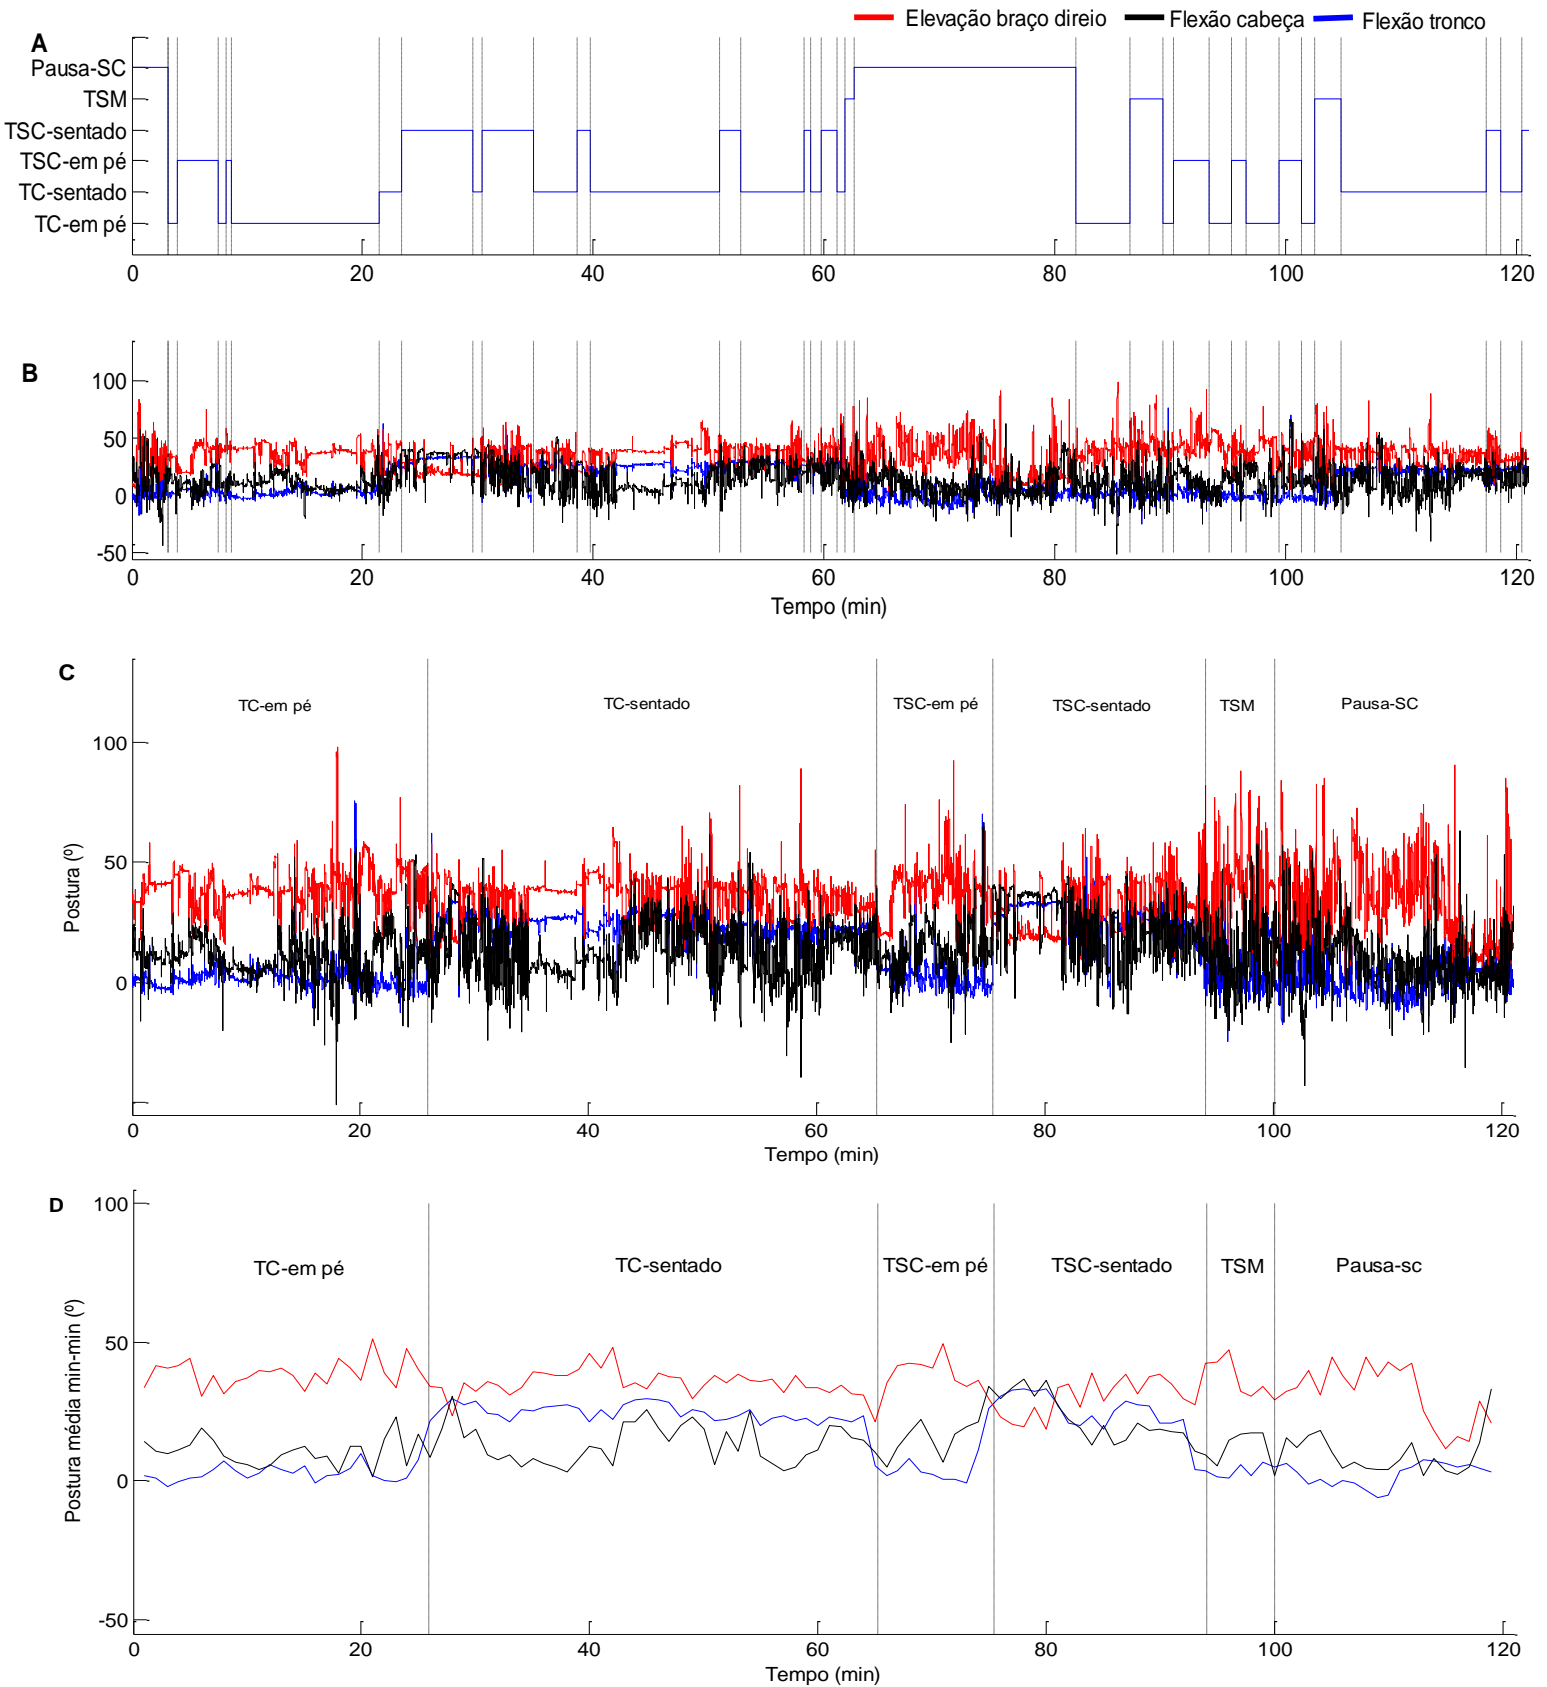 Elevação braço direio Flexão cabeça Flexão tronco
A
Pausa-SC
TSM
TSC-sentado
TSC-em pé
TC-sentado
TC-em pé
0 20 40 60 80 100 120
B
100
50
0
-50
0 20 40 60 80 100 120
Tempo (min)
C
TC-em pé TC-sentado TSC-em pé TSC-sentado TSM Pausa-SC
100
50
0
Postura (º)
0 20 40 60 80 100 120
Tempo (min)
D
100
TC-em pé TC-sentado TSC-em pé TSC-sentado TSM Pausa-sc
50
0
-50
Postura média min-min (º)
0 20 40 60 80 100 120
Tempo (min)